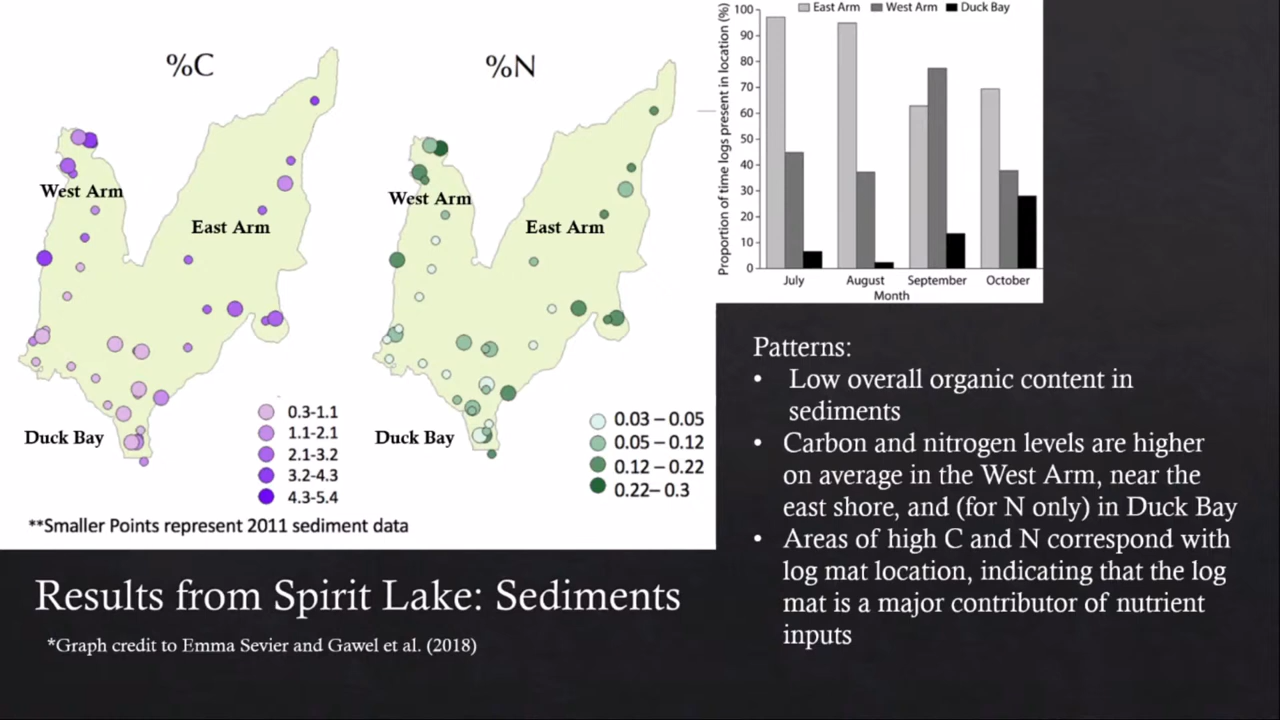 %C
%N
West Arm
East Arm
Duck Bay
West Arm
East Arm
Duck Bay
0.3-1.1
1.1-2.1
2.1-3.2
3.2-4.3
4.3-5.4
0.03 – 0.05
0.05 – 0.12
0.12 – 0.22
0.22– 0.3
**Smaller Points represent 2011 sediment data
East Arm West Arm Duck Bay
Proportion of time logs present in location (%)
100
90
80
70
60
50
40
30
20
10
0
July August September October
Month
Patterns:
• Low overall organic content in
sediments
• Carbon and nitrogen levels are higher
on average in the West Arm, near the
east shore, and (for N only) in Duck Bay
• Areas of high C and N correspond with
log mat location, indicating that the log
mat is a major contributor of nutrient
inputs
Results from Spirit Lake: Sediments
*Graph credit to Emma Sevier and Gawel et al. (2018)